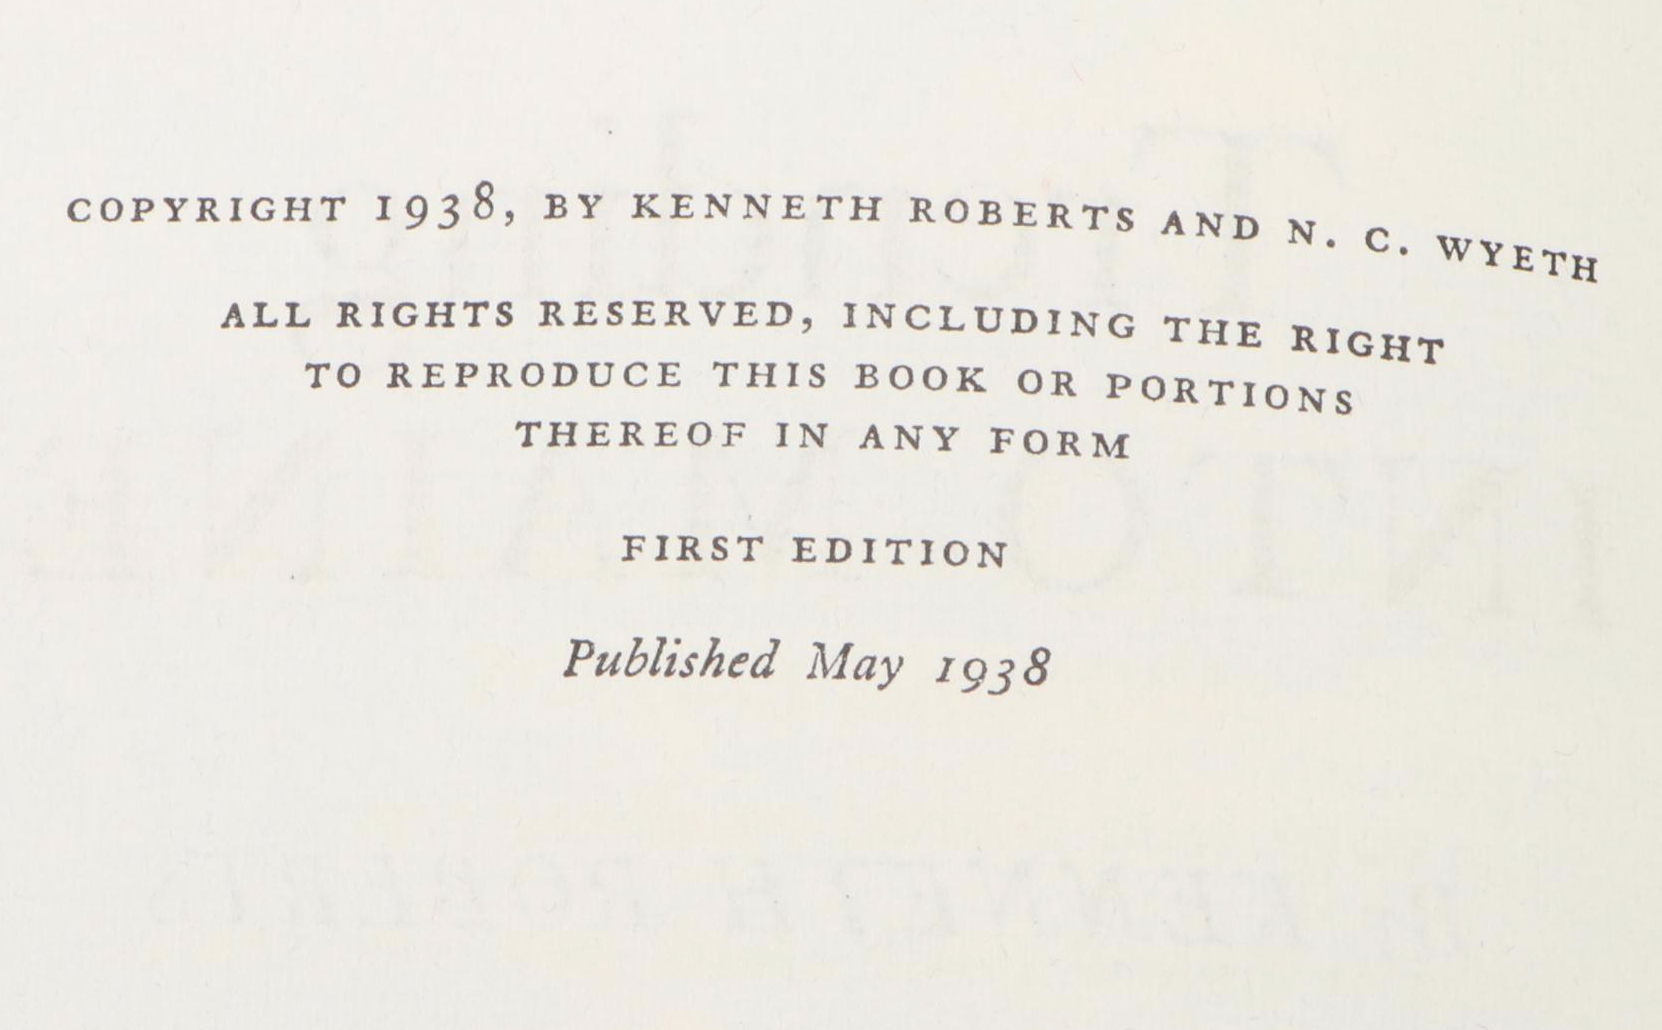 COPYRIGHT 1938, BY KENNETH ROBERTS AND N. C. WYETH
ALL RIGHTS RESERVED, INCLUDING THE RIGHT
TO REPRODUCE THIS BOOK OR PORTIONS
THEREOF IN ANY FORM
FIRST EDITION
Published May 1938